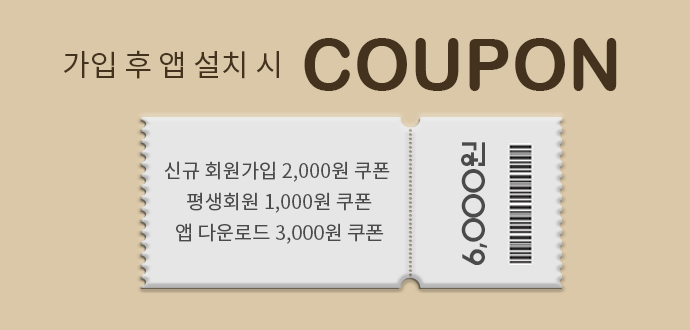 가입 후 앱 설치 시 COUPON
신규 회원가입 2,000원 쿠폰
평생회원 1,000원 쿠폰
앱 다운로드 3,000원 쿠폰
6,000원